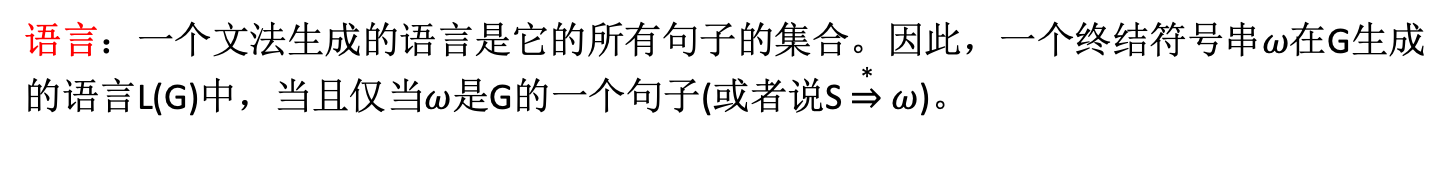 语言：一个文法生成的语言是它的所有句子的集合。因此，一个终结符号串ω在G生成
的语言L(G)中，当且仅当ω是G的一个句子(或者说S ⇒* ω)。